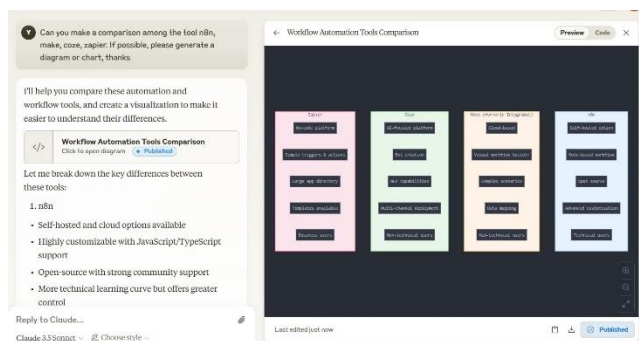 Y Can you make a comparison among the tool n8n,
make, coze, zapier. If possible, please generate a
diagram or chart, thanks
I'll help you compare these automation and
workflow tools, and create a visualization to make it
easier to understand their differences.
</> Workflow Automation Tools Comparison
Click to open diagram Published
Let me break down the key differences between
these tools:
1. n8n
• Self-hosted and cloud options available
• Highly customizable with JavaScript/TypeScript
support
• Open-source with strong community support
• More technical learning curve but offers greater
control
Reply to Claude...
Claude 3.5 Sonnet Choose style
← Workflow Automation Tools Comparison Preview Code ×
Zapier
No-code platform
Simple triggers & actions
Large app directory
Templates available
Business users
Coze
AI-focused platform
Bot creation
NLP capabilities
Multi-channel deployment
Non-technical users
Make (Formerly Integromat)
Cloud-based
Visual workflow builder
Complex scenarios
Data mapping
Semi-technical users
n8n
Self-hosted option
Node-based workflow
Open source
Advanced customization
Technical users
Last edited just now
Published